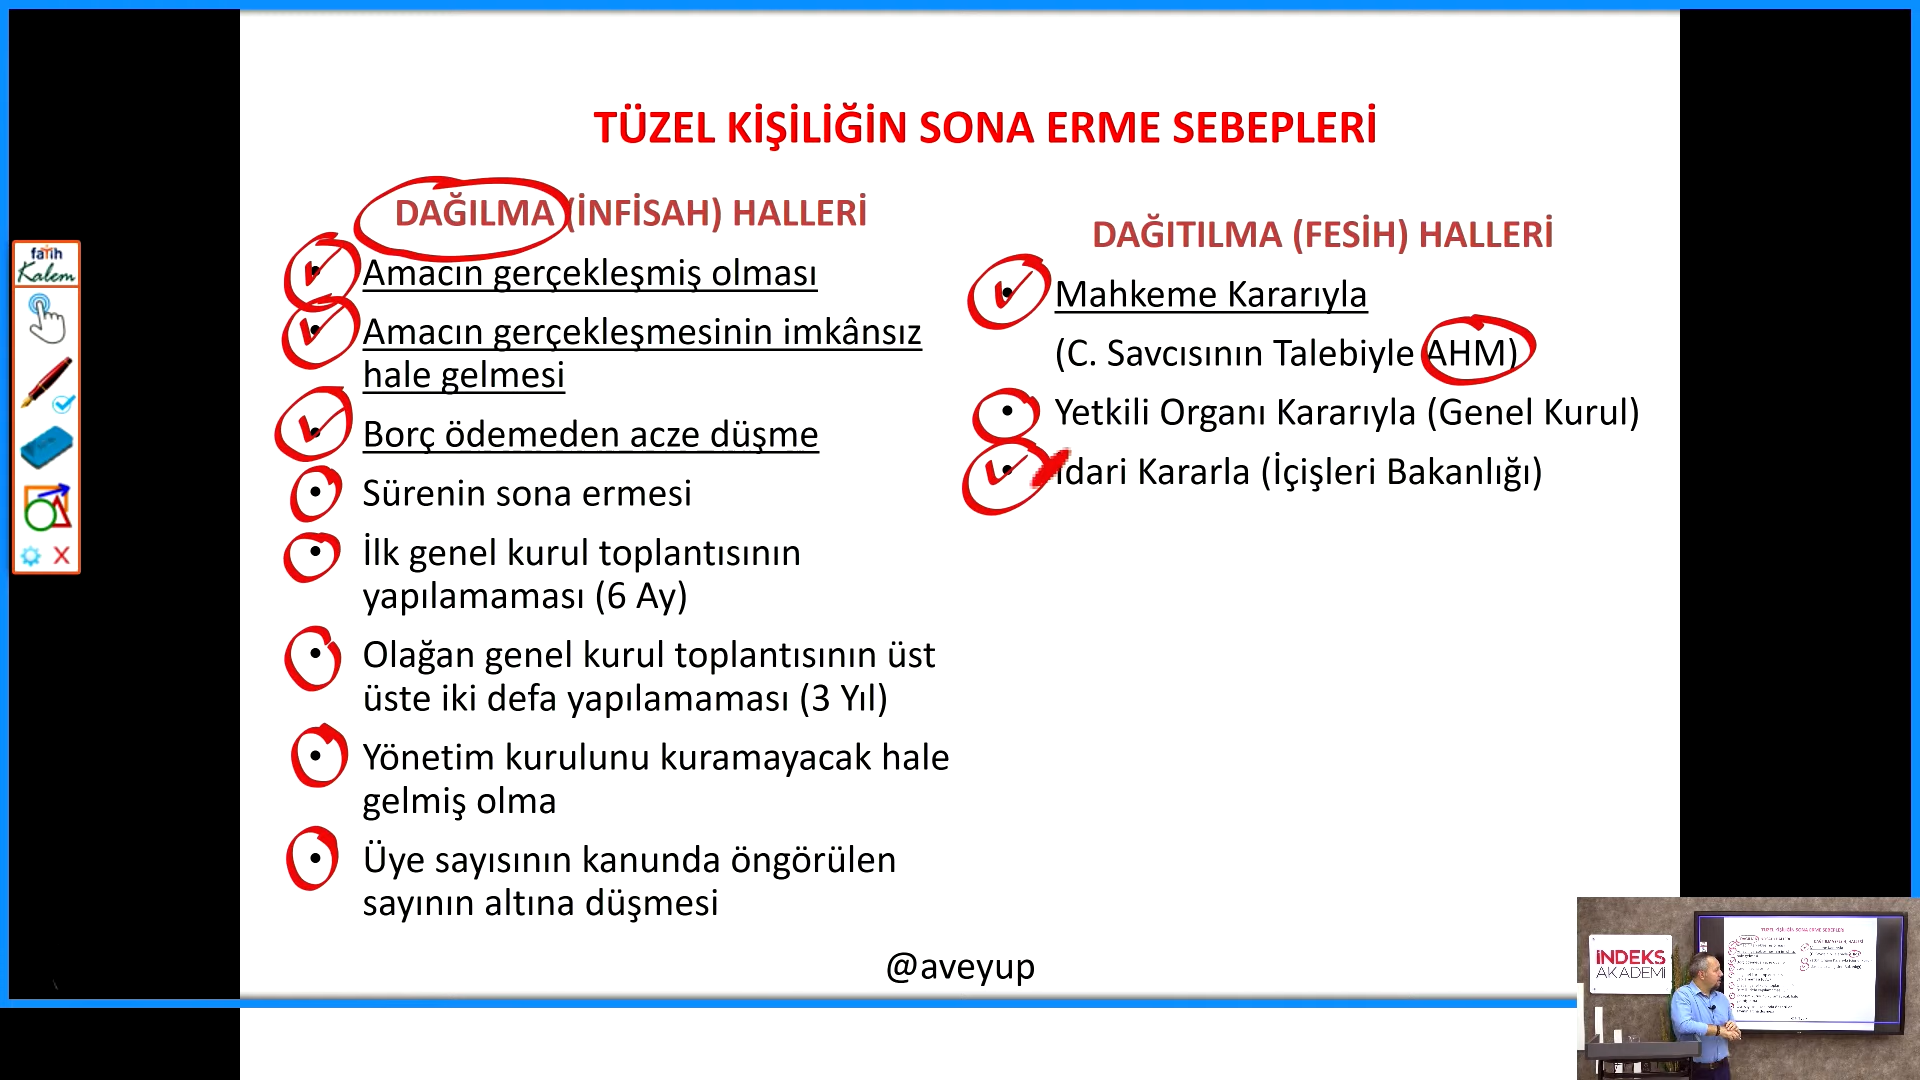 TÜZEL KİŞİLİĞİN SONA ERME SEBEPLERİ
DAĞILMA (İNFİSAH) HALLERİ
• Amacın gerçekleşmiş olması
• Amacın gerçekleşmesinin imkânsız
hale gelmesi
• Borç ödemeden acze düşme
• Sürenin sona ermesi
• İlk genel kurul toplantısının
yapılamaması (6 Ay)
• Olağan genel kurul toplantısının üst
üste iki defa yapılamaması (3 Yıl)
• Yönetim kurulunu kuramayacak hale
gelmiş olma
• Üye sayısının kanunda öngörülen
sayının altına düşmesi
DAĞITILMA (FESİH) HALLERİ
• Mahkeme Kararıyla
(C. Savcısının Talebiyle AHM)
• Yetkili Organı Kararıyla (Genel Kurul)
• İdari Kararla (İçişleri Bakanlığı)
@aveyup
fatih
Kalem
İNDEKS
AKADEMİ